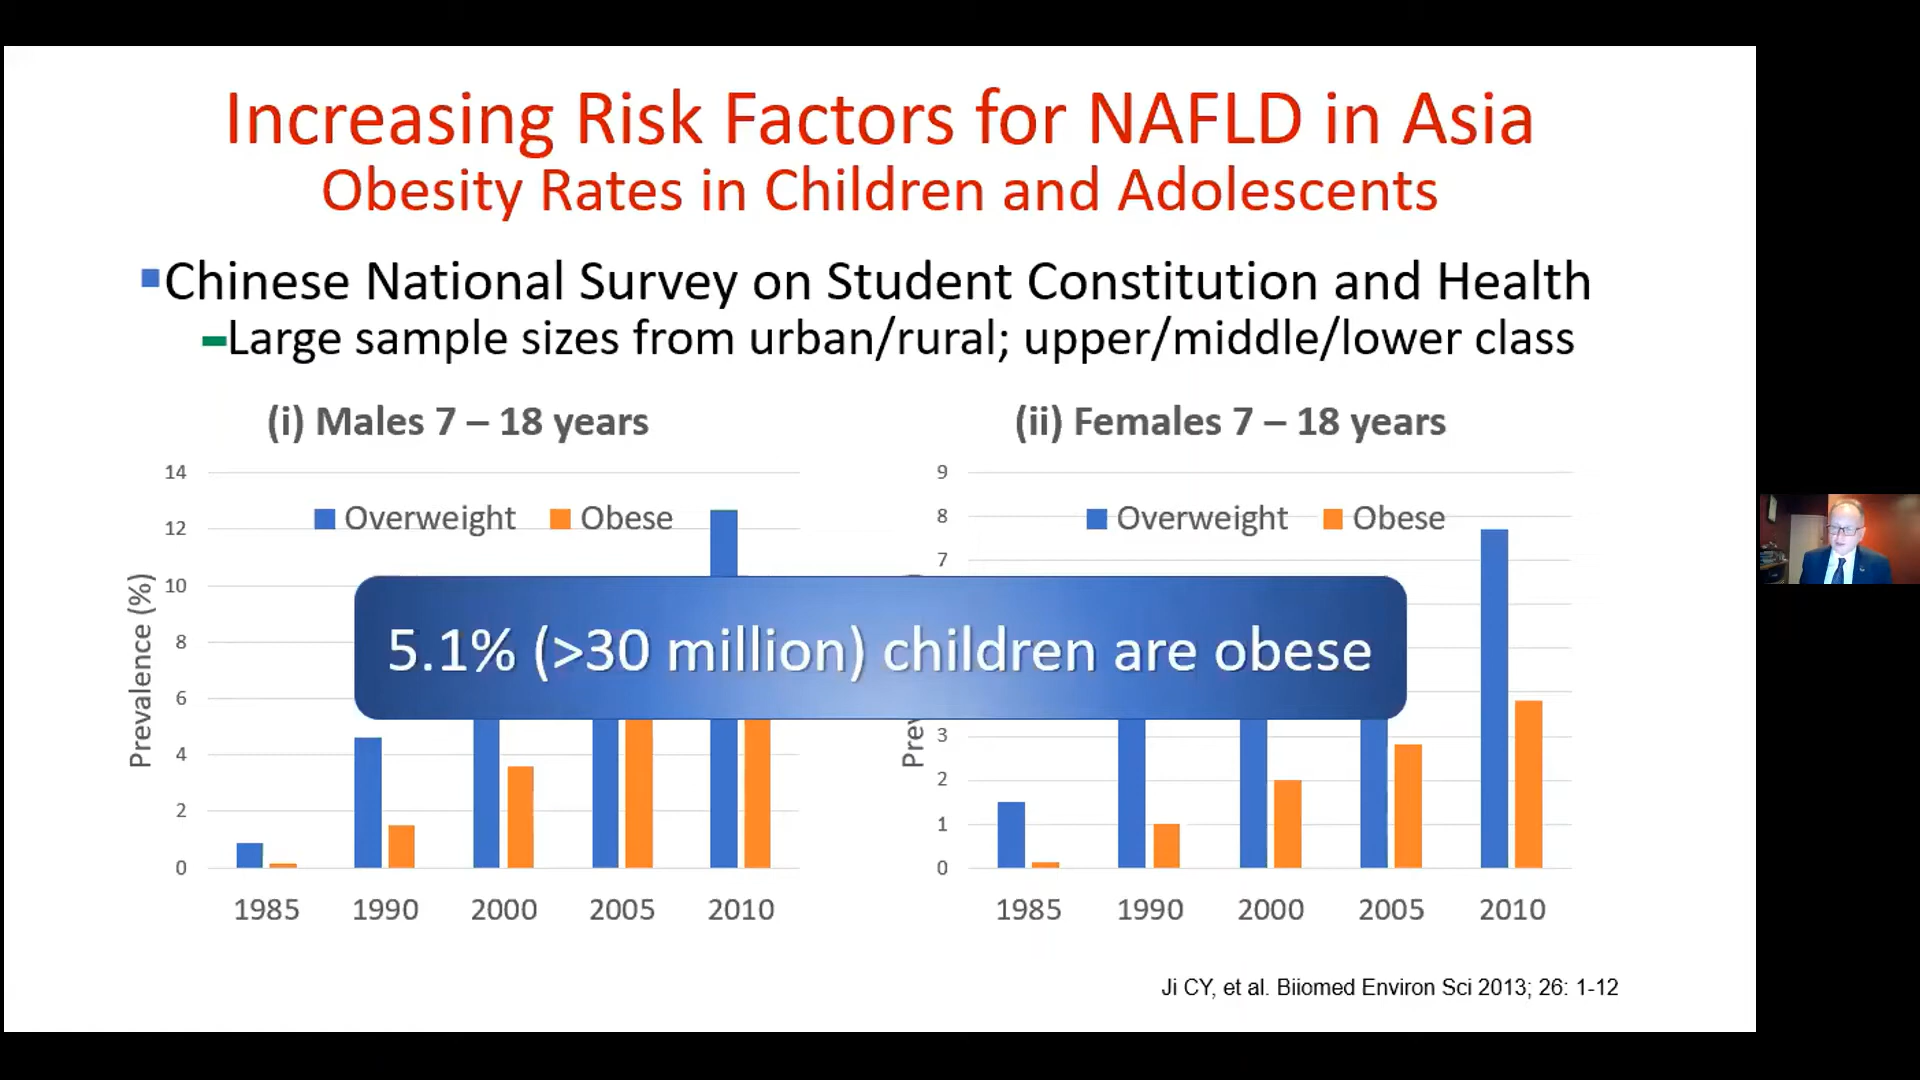 Increasing Risk Factors for NAFLD in Asia
Obesity Rates in Children and Adolescents
Chinese National Survey on Student Constitution and Health
Large sample sizes from urban/rural; upper/middle/lower class
(i) Males 7 – 18 years
14
12
10
8
6
4
2
0
Prevalence (%)
Overweight
Obese
1985 1990 2000 2005 2010
(ii) Females 7 – 18 years
9
8
7
3
2
1
0
Overweight
Obese
1985 1990 2000 2005 2010
5.1% (>30 million) children are obese
Ji CY, et al. Biiomed Environ Sci 2013; 26: 1-12